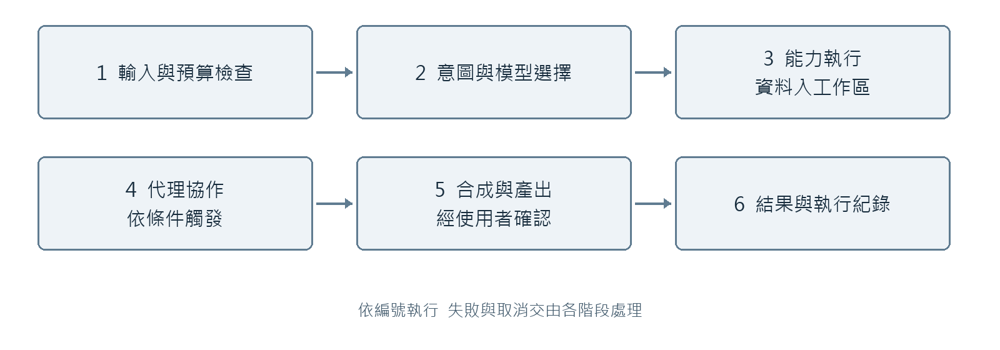 1 輸入與預算檢查
2 意圖與模型選擇
3 能力執行
資料入工作區
4 代理協作
依條件觸發
5 合成與產出
經使用者確認
6 結果與執行紀錄
依編號執行 失敗與取消交由各階段處理